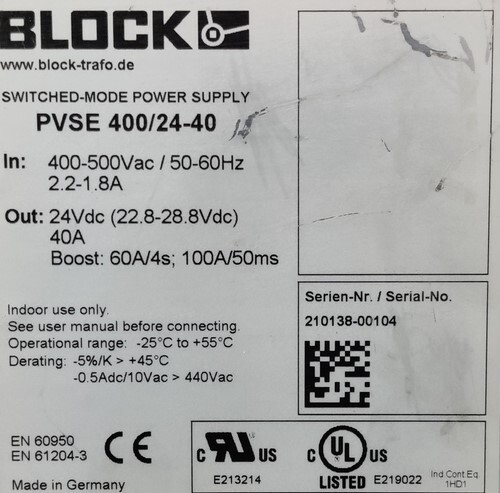 BLOCK
www.block-trafo.de
SWITCHED-MODE POWER SUPPLY
PVSE 400/24-40
In: 400-500Vac / 50-60Hz
2.2-1.8A
Out: 24Vdc (22.8-28.8Vdc)
40A
Boost: 60A/4s; 100A/50ms
Indoor use only.
See user manual before connecting.
Operational range: -25°C to +55°C
Derating: -5%/K > +45°C
-0.5Adc/10Vac > 440Vac
Serien-Nr. / Serial-No.
210138-00104
EN 60950
EN 61204-3
CE
Made in Germany
c RU US
E213214
c UL US
LISTED E219022
Ind Cont Eq.
1HD1